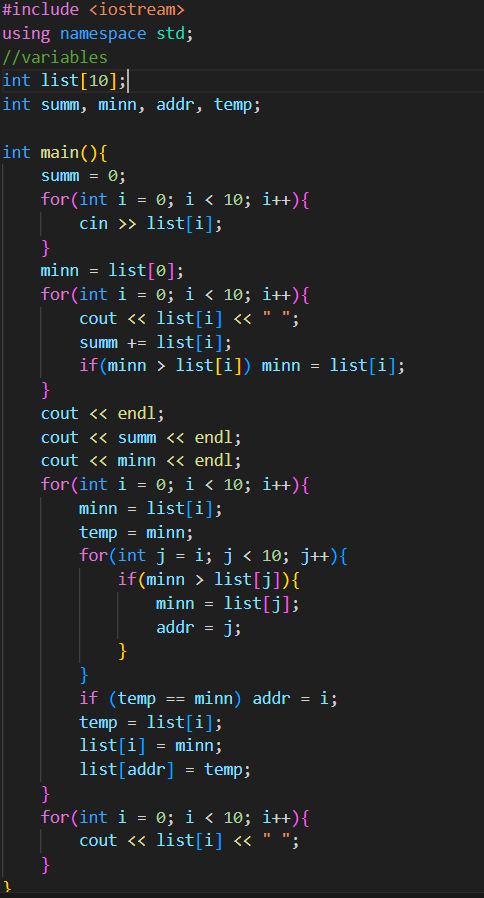 #include <iostream>
using namespace std;
//variables
int list[10];
int summ, minn, addr, temp;

int main(){
    summ = 0;
    for(int i = 0; i < 10; i++){
        cin >> list[i];
    }
    minn = list[0];
    for(int i = 0; i < 10; i++){
        cout << list[i] << " ";
        summ += list[i];
        if(minn > list[i]) minn = list[i];
    }
    cout << endl;
    cout << summ << endl;
    cout << minn << endl;
    for(int i = 0; i < 10; i++){
        minn = list[i];
        temp = minn;
        for(int j = i; j < 10; j++){
            if(minn > list[j]){
                minn = list[j];
                addr = j;
            }
        }
        if (temp == minn) addr = i;
        temp = list[i];
        list[i] = minn;
        list[addr] = temp;
    }
    for(int i = 0; i < 10; i++){
        cout << list[i] << " ";
    }
}